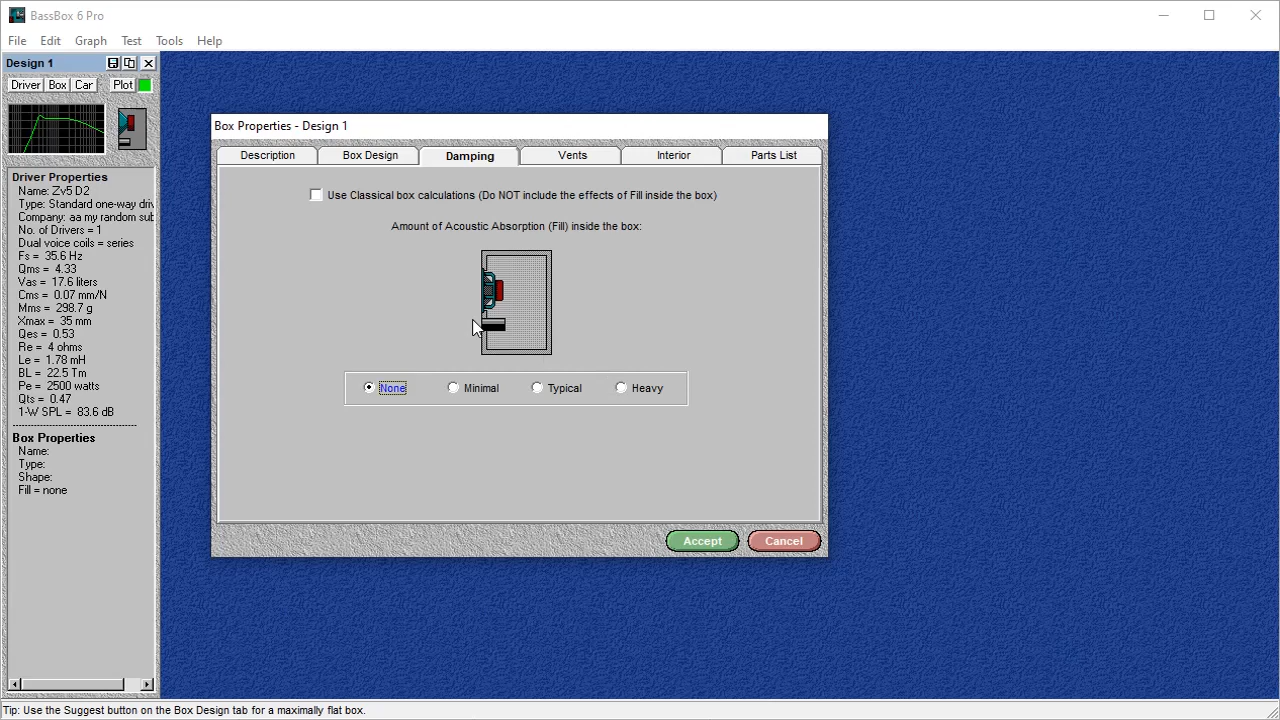 BassBox 6 Pro
File Edit Graph Test Tools Help
Design 1
Driver Box Car Plot
Driver Properties
Name: Zv5 D2
Type: Standard one-way
Company: aa my random
No. of Drivers = 1
Dual voice coils = series
Fs = 35.6 Hz
Qms = 4.33
Vas = 17.6 liters
Cms = 0.07 mm/N
Mms = 298.7 g
Xmax = 35 mm
Qes = 0.53
Re = 4 ohms
Le = 1.78 mH
BL = 22.5 Tm
Pe = 2500 watts
Qts = 0.47
1-W SPL = 83.6 dB
Box Properties
Name:
Type:
Shape:
Fill = none
Box Properties - Design 1
Description Box Design Damping Vents Interior Parts List
Use Classical box calculations (Do NOT include the effects of Fill inside the box)
Amount of Acoustic Absorption (Fill) inside the box:
None Minimal Typical Heavy
Accept Cancel
Tip: Use the Suggest button on the Box Design tab for a maximally flat box.